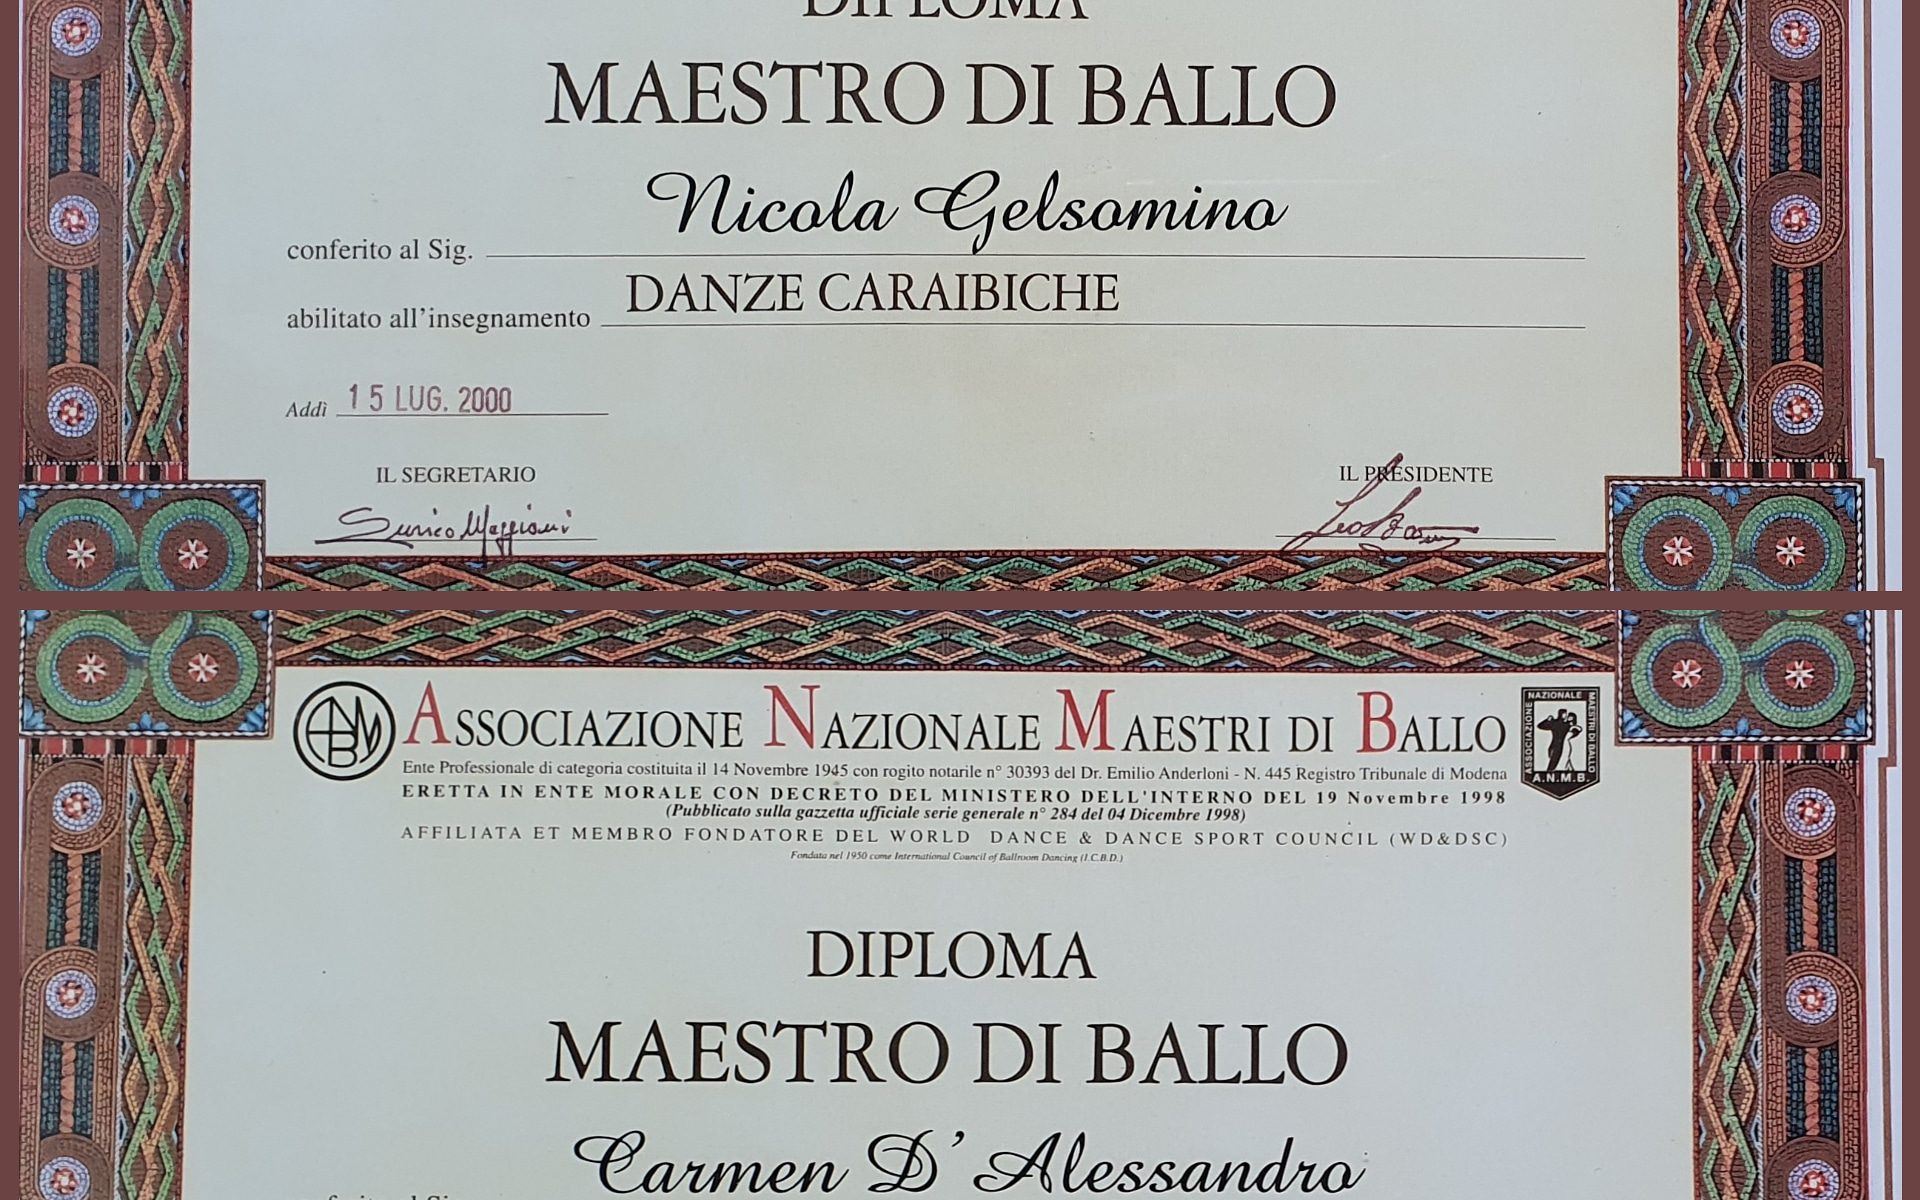 DIPLOMA
MAESTRO DI BALLO
Nicola Gelsomino
conferito al Sig.
DANZE CARAIBICHE
abilitato all'insegnamento
Addì 15 LUG. 2000
IL SEGRETARIO
IL PRESIDENTE
Enrico Maggioni
ASSOCIAZIONE NAZIONALE MAESTRI DI BALLO
NAZIONALE
ASSOCIAZIONE
MAESTRI DI BALLO
A.N.M.B.
Ente Professionale di categoria costituita il 14 Novembre 1945 con rogito notarile n° 30393 del Dr. Emilio Anderloni - N. 445 Registro Tribunale di Modena
ERETTA IN ENTE MORALE CON DECRETO DEL MINISTERO DELL'INTERNO DEL 19 Novembre 1998
(Pubblicato sulla gazzetta ufficiale serie generale n° 284 del 04 Dicembre 1998)
AFFILIATA ET MEMBRO FONDATORE DEL WORLD DANCE & DANCE SPORT COUNCIL (WD&DSC)
Fondata nel 1950 come International Council of Ballroom Dancing (I.C.B.D.)
DIPLOMA
MAESTRO DI BALLO
Carmen D'Alessandro